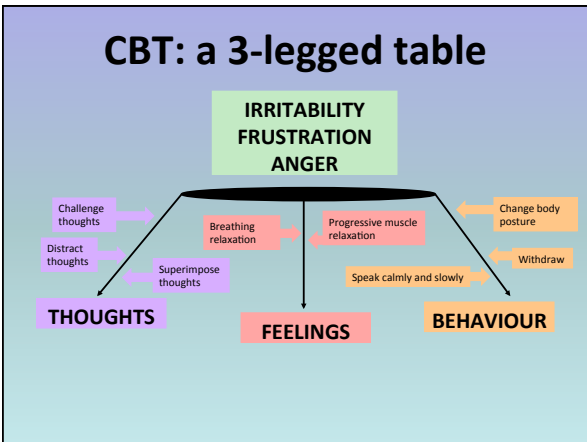 CBT: a 3-legged table
IRRITABILITY
FRUSTRATION
ANGER
Challenge
thoughts
Distract
thoughts
Superimpose
thoughts
THOUGHTS
Breathing
relaxation
Progressive muscle
relaxation
FEELINGS
Change body
posture
Withdraw
Speak calmly and slowly
BEHAVIOUR